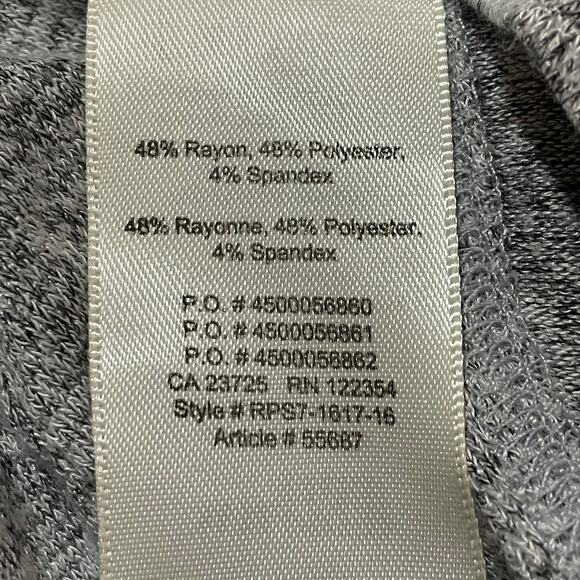 48% Rayon, 48% Polyester,
4% Spandex
48% Rayonne, 48% Polyester,
4% Spandex
P.O. # 4500056860
P.O. # 4500056861
P.O. # 4500056862
CA 23725 RN 122354
Style # RPS7-1617-16
Article # 55687